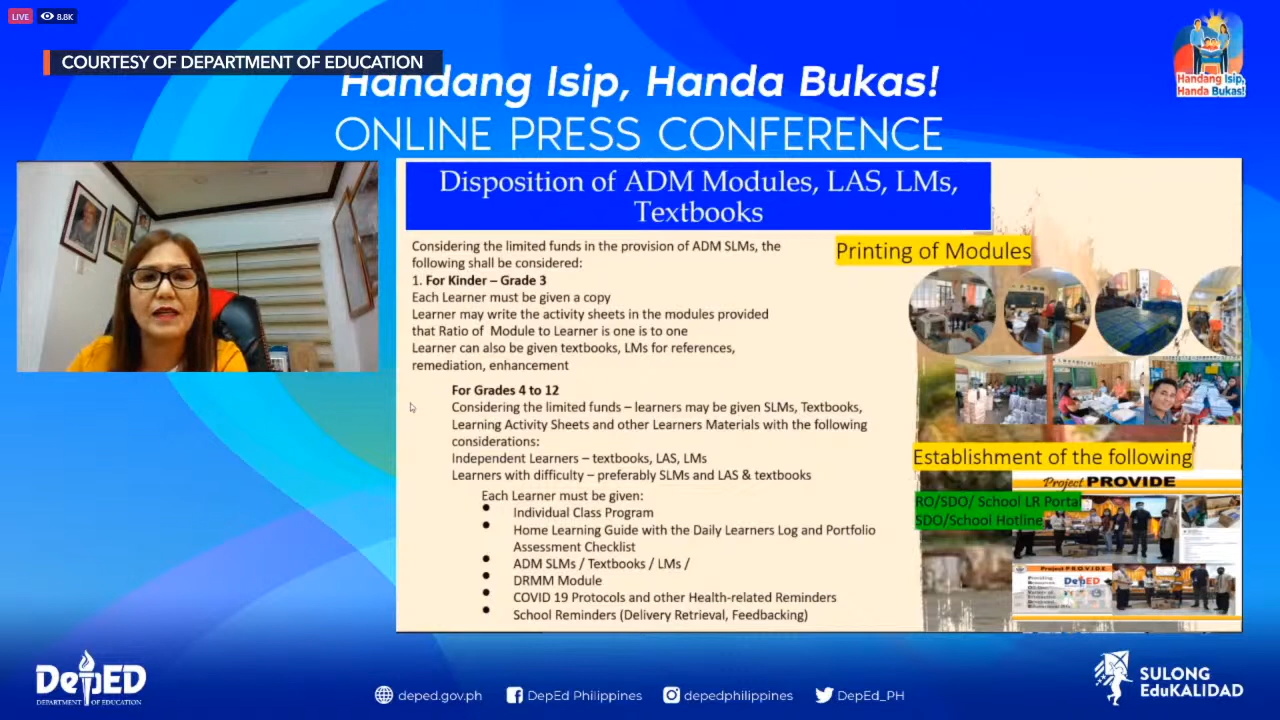 LIVE 8.8K
COURTESY OF DEPARTMENT OF EDUCATION
Handang Isip, Handa Bukas!
ONLINE PRESS CONFERENCE
Handang Isip,
Handa Bukas!
Disposition of ADM Modules, LAS, LMs,
Textbooks
Considering the limited funds in the provision of ADM SLMs, the
following shall be considered:
1. For Kinder – Grade 3
Each Learner must be given a copy
Learner may write the activity sheets in the modules provided
that Ratio of Module to Learner is one is to one
Learner can also be given textbooks, LMs for references,
remediation, enhancement
For Grades 4 to 12
Considering the limited funds – learners may be given SLMs, Textbooks,
Learning Activity Sheets and other Learners Materials with the following
considerations:
Independent Learners – textbooks, LAS, LMs
Learners with difficulty – preferably SLMs and LAS & textbooks
Each Learner must be given:
• Individual Class Program
• Home Learning Guide with the Daily Learners Log and Portfolio
Assessment Checklist
• ADM SLMs / Textbooks / LMs /
• DRMM Module
• COVID 19 Protocols and other Health-related Reminders
• School Reminders (Delivery Retrieval, Feedbacking)
Printing of Modules
Establishment of the following
Project PROVIDE
RO/SDO/ School LR Portal
SDO/School Hotline
Project P.R.O.V.I.D.E
DepED
DepED
DEPARTMENT OF EDUCATION
deped.gov.ph
DepEd Philippines
depedphilippines
DepEd_PH
SULONG
EduKALIDAD